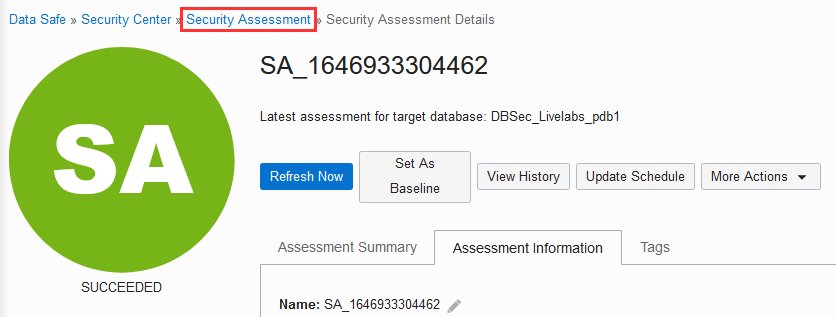 Data Safe » Security Center » Security Assessment » Security Assessment Details
SA
SUCCEEDED
SA_1646933304462
Latest assessment for target database: DBSec_Livelabs_pdb1
Refresh Now
Set As
Baseline
View History
Update Schedule
More Actions
Assessment Summary
Assessment Information
Tags
Name: SA_1646933304462